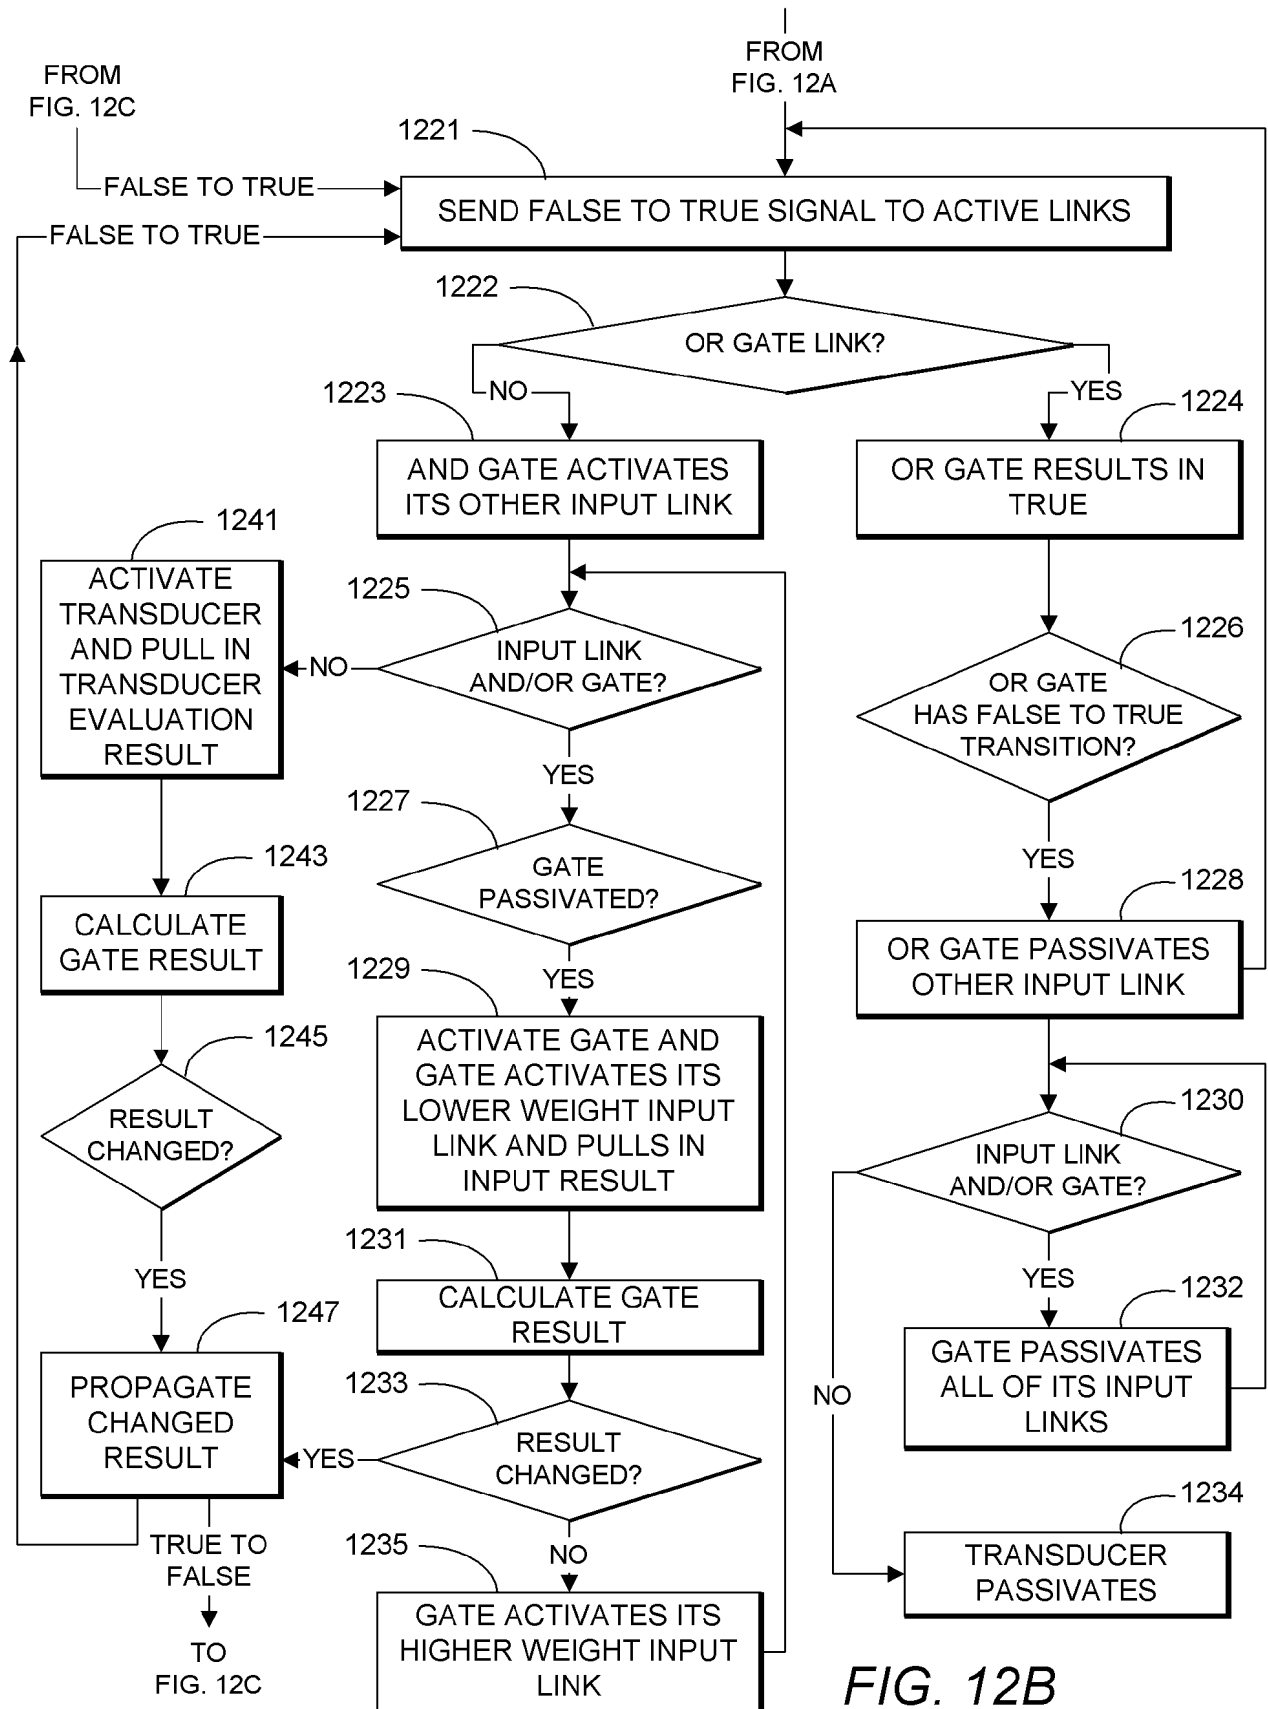 FROM
FIG. 12A
FROM
FIG. 12C
1221
FALSE TO TRUE
SEND FALSE TO TRUE SIGNAL TO ACTIVE LINKS
FALSE TO TRUE
1222
OR GATE LINK?
NO
YES
1223
AND GATE ACTIVATES
ITS OTHER INPUT LINK
1224
OR GATE RESULTS IN
TRUE
1241
ACTIVATE
TRANSDUCER
AND PULL IN
TRANSDUCER
EVALUATION
RESULT
1225
INPUT LINK
AND/OR GATE?
NO
YES
1226
OR GATE
HAS FALSE TO TRUE
TRANSITION?
YES
1227
GATE
PASSIVATED?
YES
1228
OR GATE PASSIVATES
OTHER INPUT LINK
1243
CALCULATE
GATE RESULT
1229
ACTIVATE GATE AND
GATE ACTIVATES ITS
LOWER WEIGHT INPUT
LINK AND PULLS IN
INPUT RESULT
1245
RESULT
CHANGED?
YES
1230
INPUT LINK
AND/OR GATE?
YES
NO
1231
CALCULATE GATE
RESULT
1232
GATE PASSIVATES
ALL OF ITS INPUT
LINKS
1247
PROPAGATE
CHANGED
RESULT
1233
RESULT
CHANGED?
YES
NO
1234
TRANSDUCER
PASSIVATES
TRUE TO
FALSE
TO
FIG. 12C
1235
GATE ACTIVATES ITS
HIGHER WEIGHT INPUT
LINK
FIG. 12B